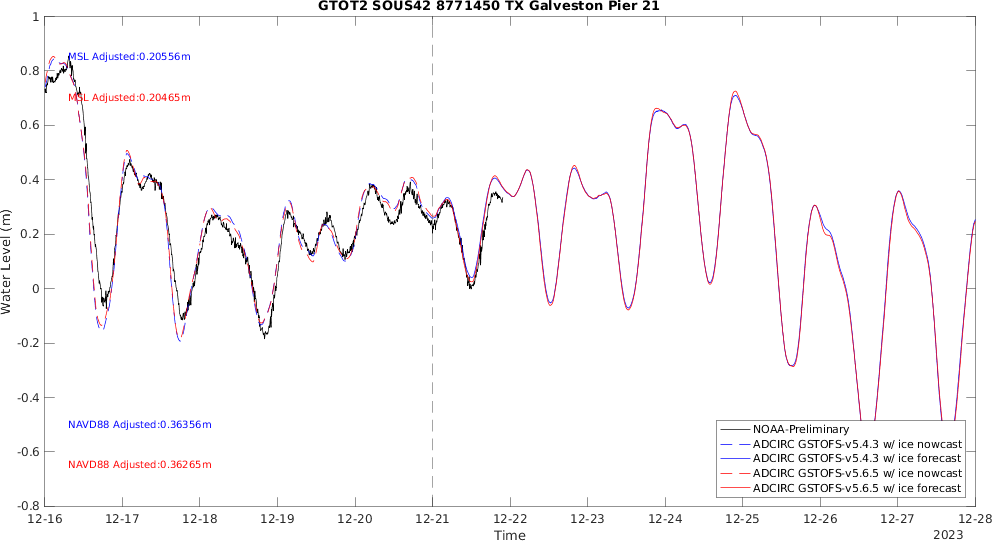 GTOT2 SOUS42 8771450 TX Galveston Pier 21
MSL Adjusted:0.20556m
MSL Adjusted:0.20465m
NAVD88 Adjusted:0.36356m
NAVD88 Adjusted:0.36265m
Water Level (m)
1
0.8
0.6
0.4
0.2
0
-0.2
-0.4
-0.6
-0.8
NOAA-Preliminary
ADCIRC GSTOFS-v5.4.3 w/ ice nowcast
ADCIRC GSTOFS-v5.4.3 w/ ice forecast
ADCIRC GSTOFS-v5.6.5 w/ ice nowcast
ADCIRC GSTOFS-v5.6.5 w/ ice forecast
12-16 12-17 12-18 12-19 12-20 12-21 12-22 12-23 12-24 12-25 12-26 12-27 12-28
Time
2023